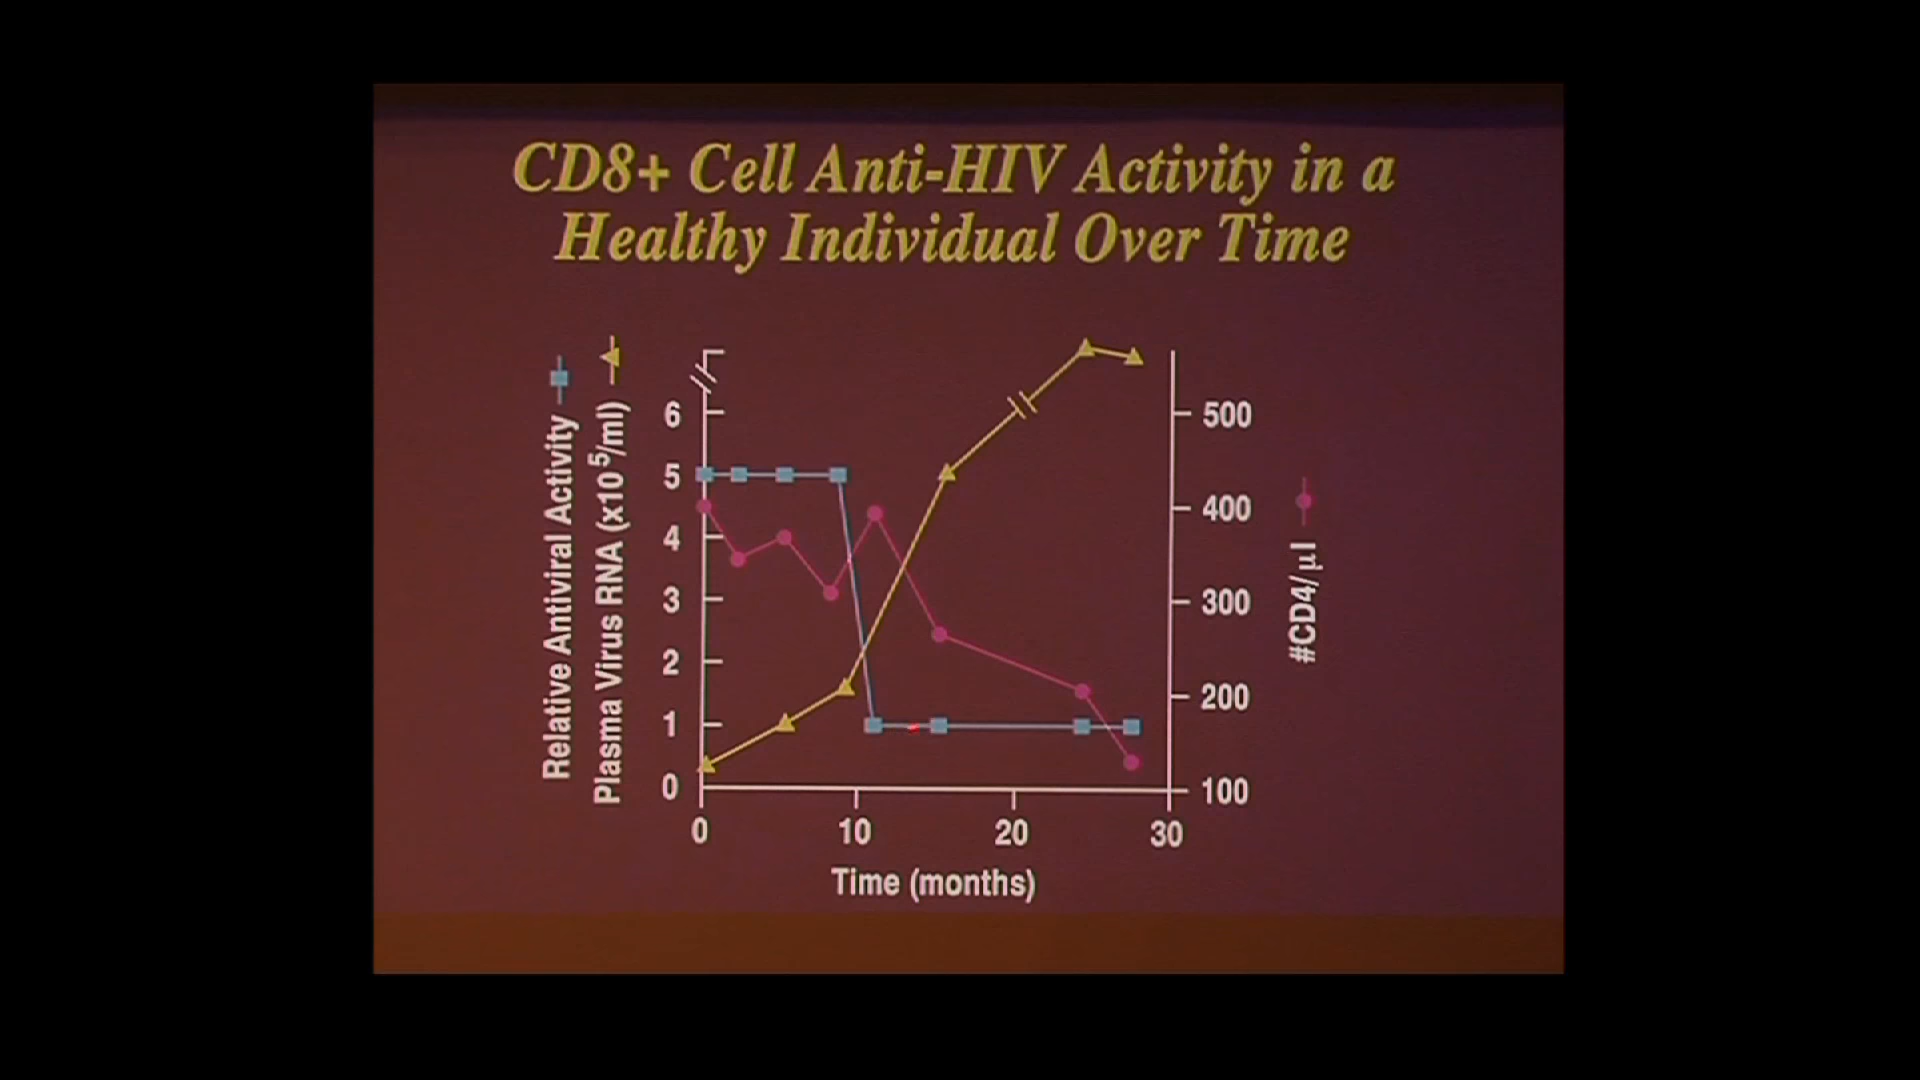 CD8+ Cell Anti-HIV Activity in a
Healthy Individual Over Time
Relative Antiviral Activity
Plasma Virus RNA (x10⁵/ml)
6
5
4
3
2
1
0
500
400
300
200
100
#CD4/µl
0 10 20 30
Time (months)